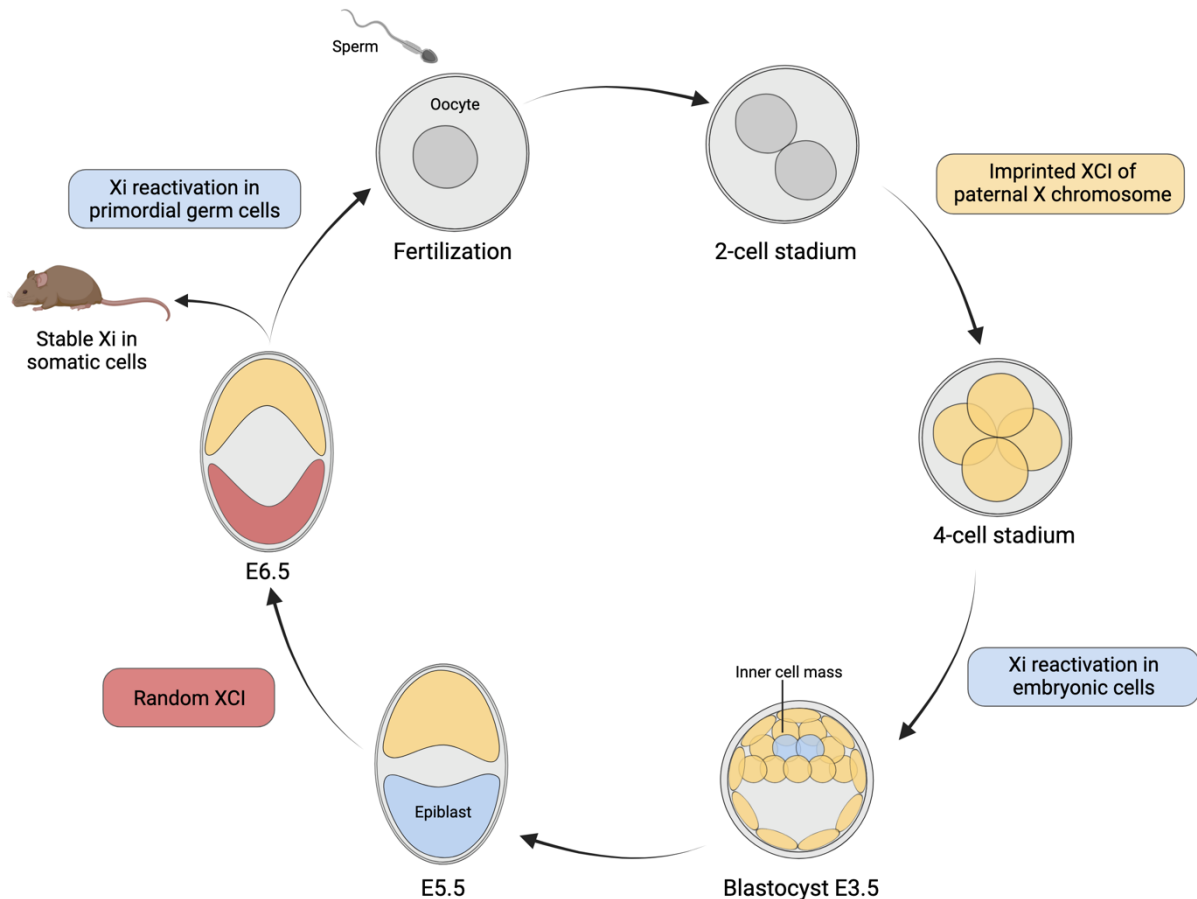 Sperm
Oocyte
Fertilization
2-cell stadium
Imprinted XCI of
paternal X chromosome
4-cell stadium
Xi reactivation in
embryonic cells
Inner cell mass
Blastocyst E3.5
Epiblast
E5.5
Random XCI
E6.5
Stable Xi in
somatic cells
Xi reactivation in
primordial germ cells